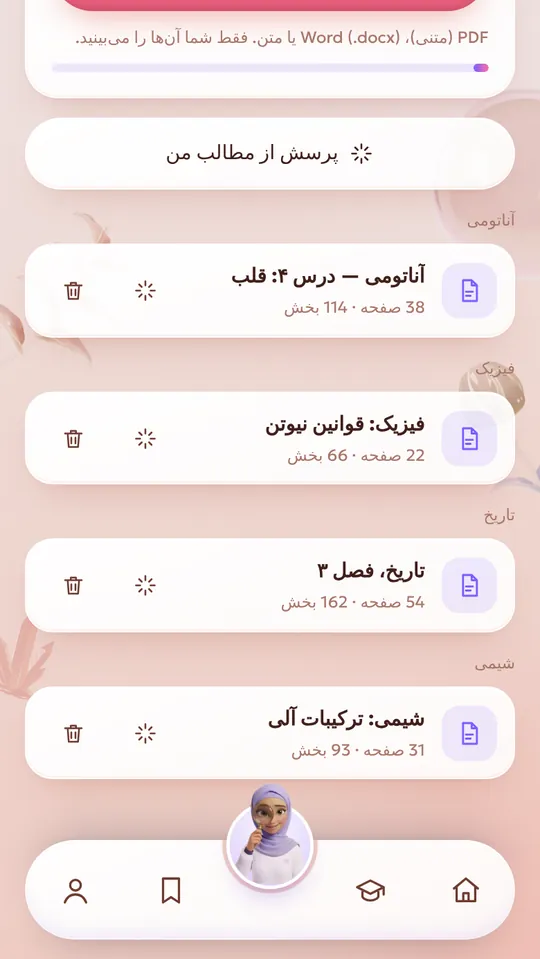 PDF (متنی)، Word (.docx) یا متن. فقط شما آن‌ها را می‌بینید.
پرسش از مطالب من
آناتومی
آناتومی — درس ۴: قلب
38 صفحه · 114 بخش
فیزیک
فیزیک: قوانین نیوتن
22 صفحه · 66 بخش
تاریخ
تاریخ، فصل ۳
54 صفحه · 162 بخش
شیمی
شیمی: ترکیبات آلی
31 صفحه · 93 بخش